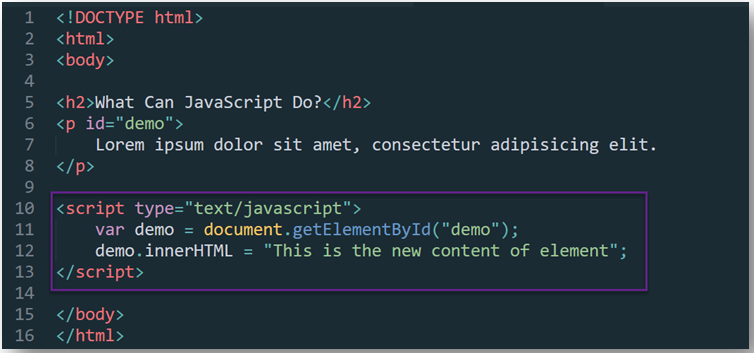 1 <!DOCTYPE html>
2 <html>
3 <body>
4
5 <h2>What Can JavaScript Do?</h2>
6 <p id="demo">
7 Lorem ipsum dolor sit amet, consectetur adipisicing elit.
8 </p>
9
10 <script type="text/javascript">
11 var demo = document.getElementById("demo");
12 demo.innerHTML = "This is the new content of element";
13 </script>
14
15 </body>
16 </html>